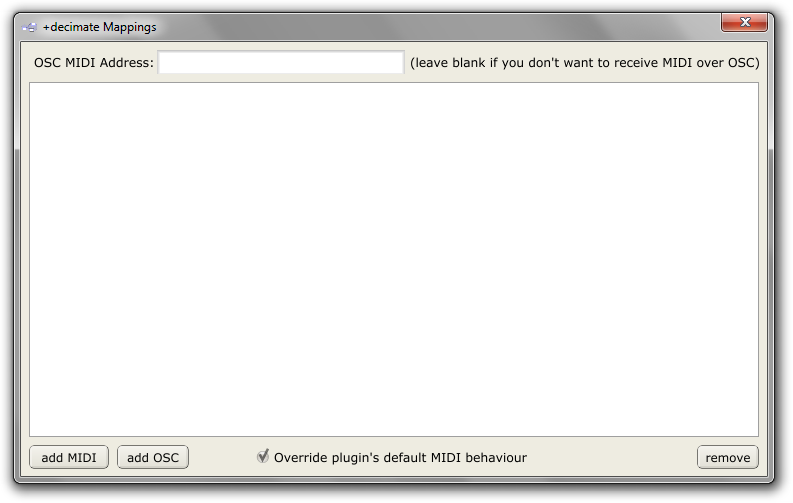 +decimate Mappings
OSC MIDI Address: (leave blank if you don't want to receive MIDI over OSC)
add MIDI add OSC Override plugin's default MIDI behaviour remove